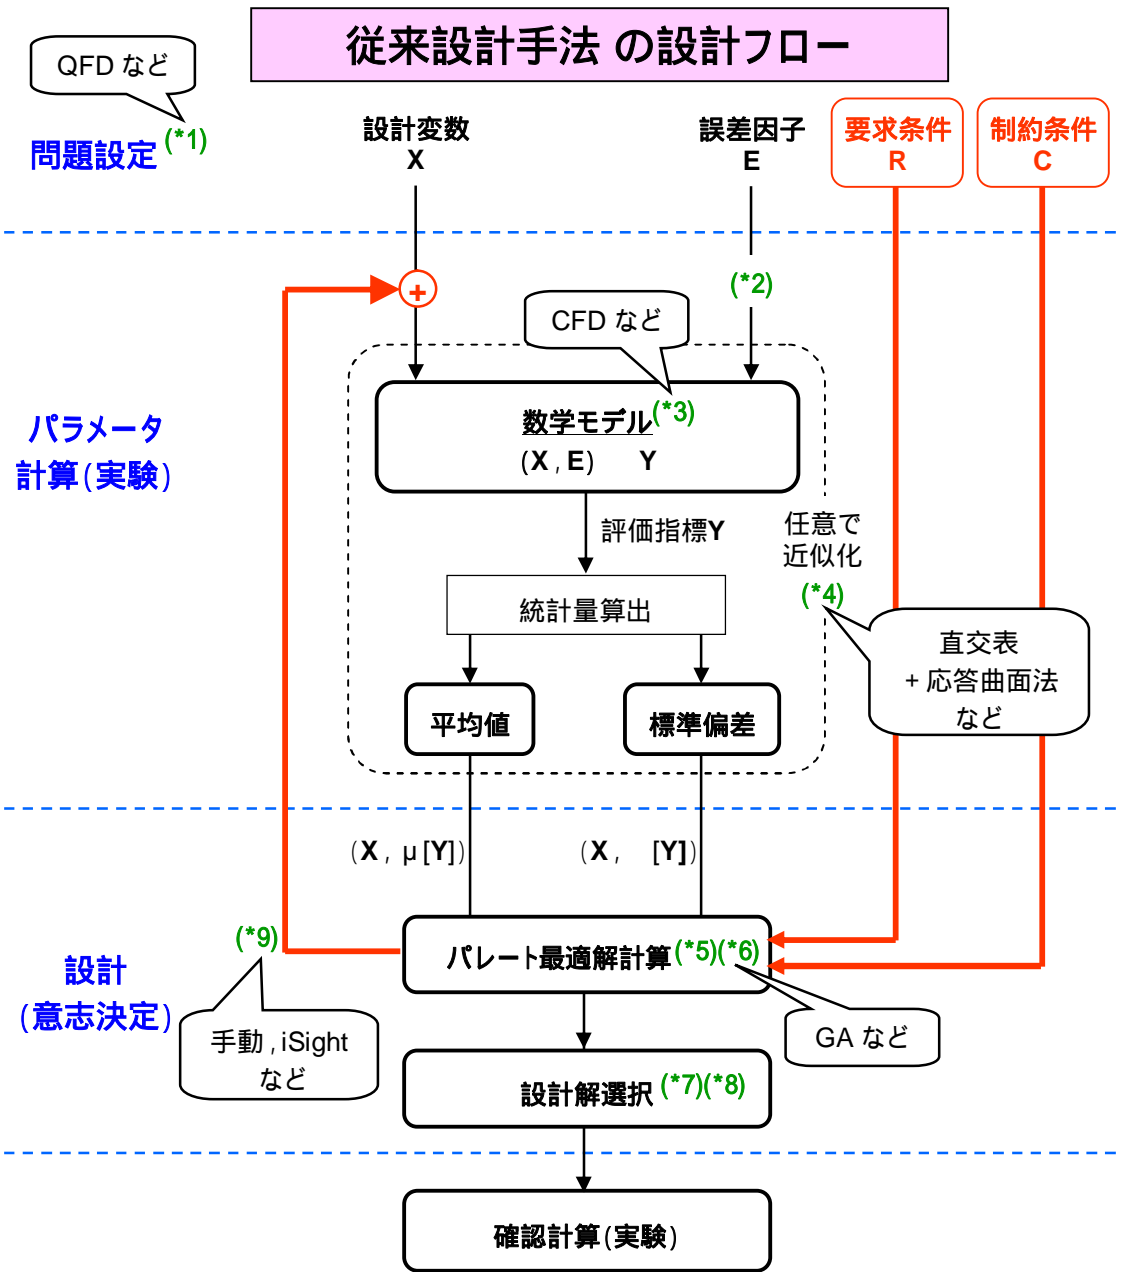 従来設計手法 の設計フロー
QFD など
問題設定(*1)
設計変数
X
誤差因子
E
要求条件
R
制約条件
C
+
(*2)
CFD など
パラメータ
計算(実験)
数学モデル(*3)
(X , E) Y
評価指標Y
任意で
近似化
(*4)
統計量算出
直交表
+ 応答曲面法
など
平均値
標準偏差
(X , μ[Y])
(X , [Y])
(*9)
パレート最適解計算(*5)(*6)
設計
(意志決定)
手動 , iSight
など
GA など
設計解選択(*7)(*8)
確認計算(実験)